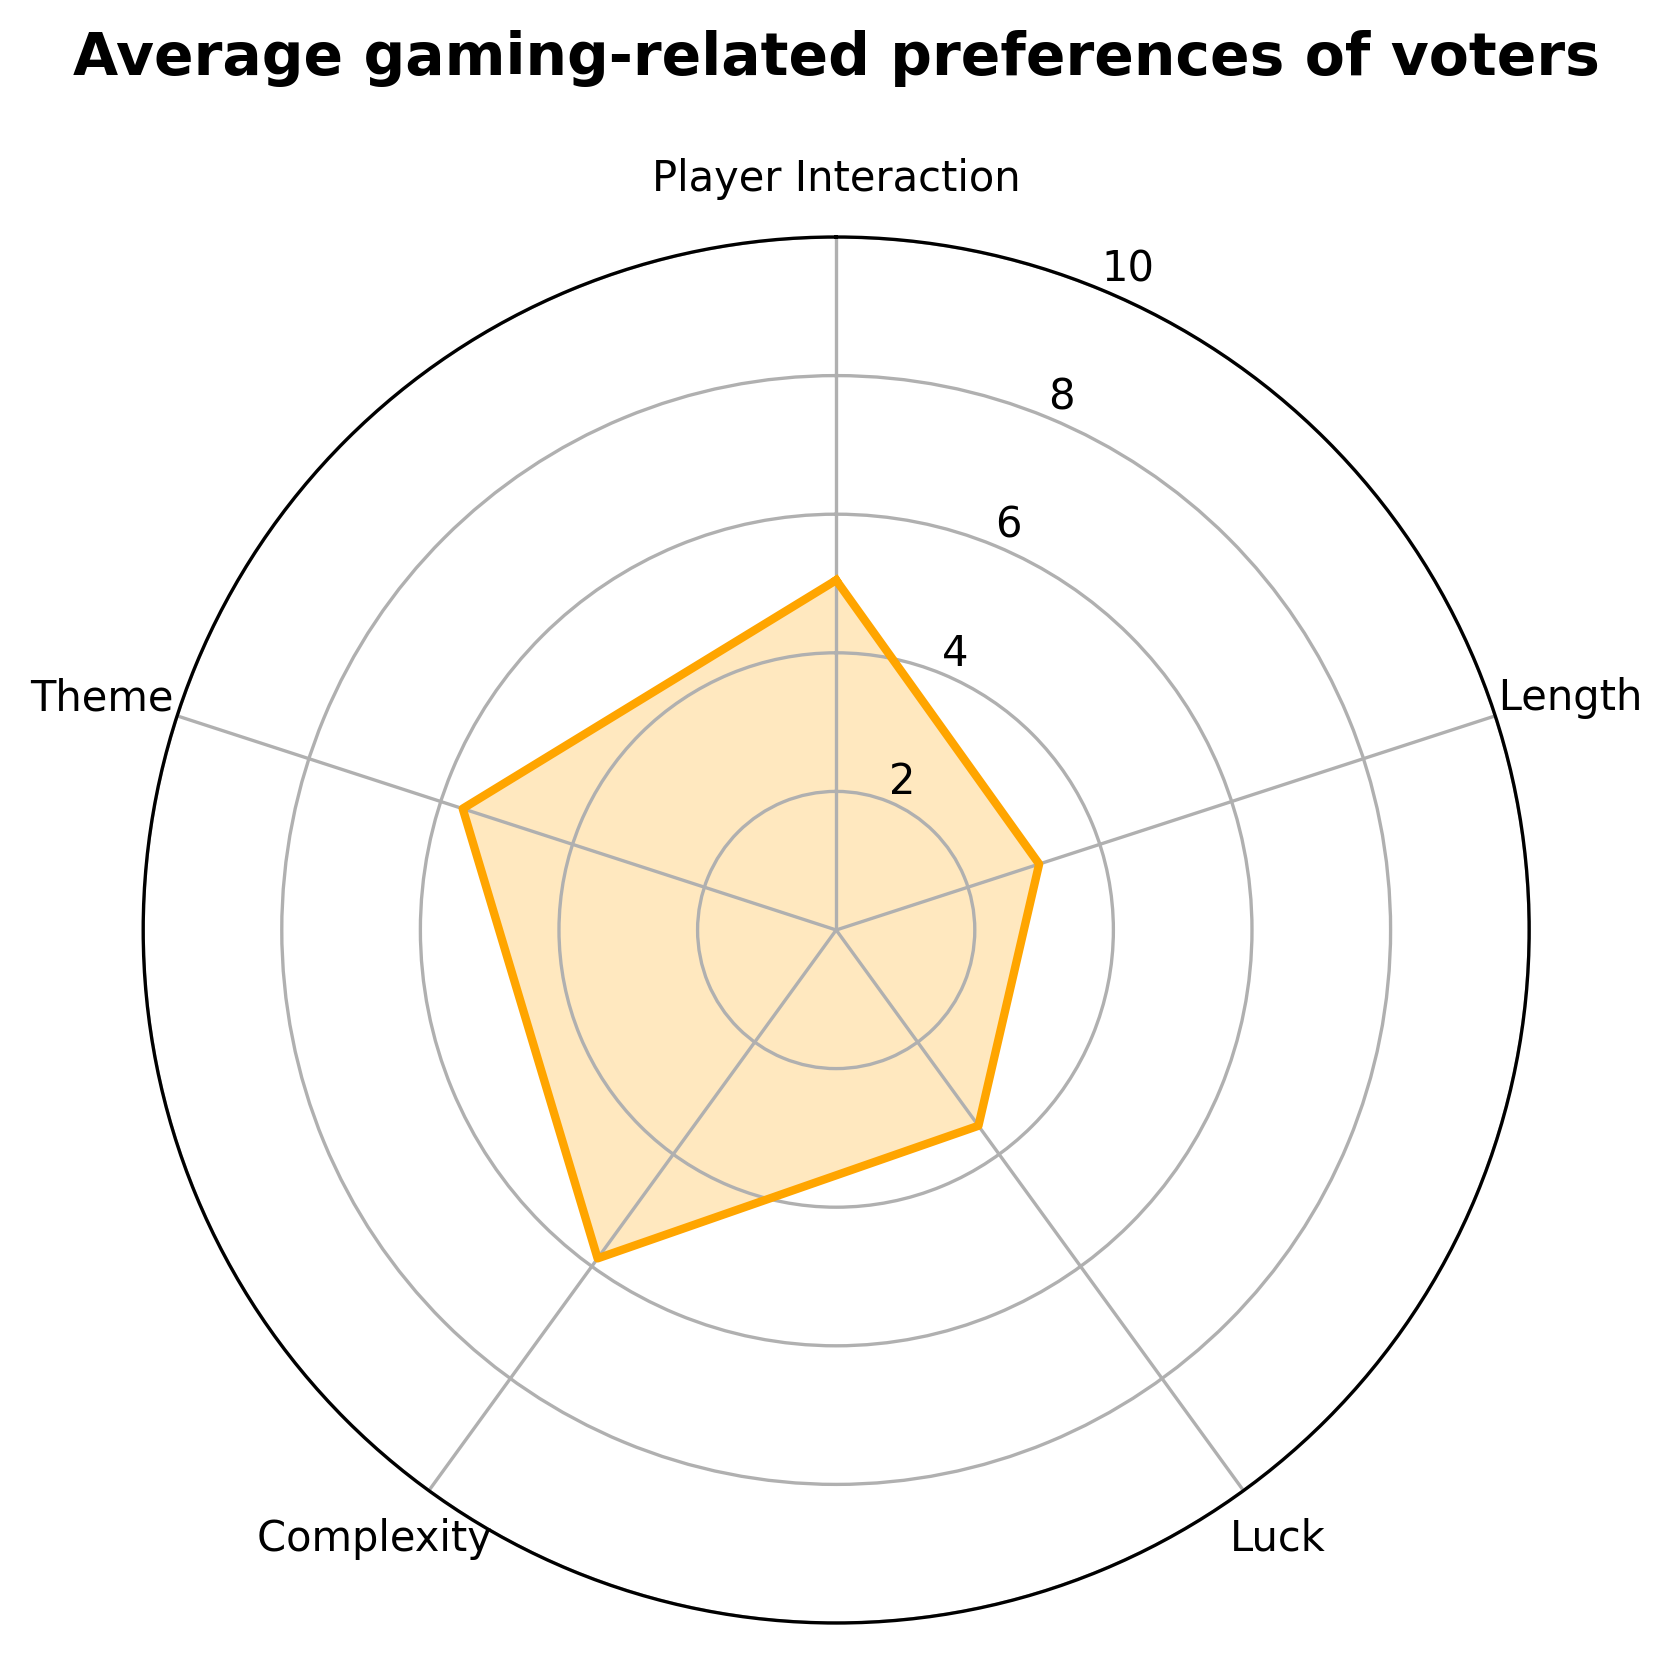 Average gaming-related preferences of voters
Player Interaction
10
8
6
4
2
Theme
Length
Complexity
Luck